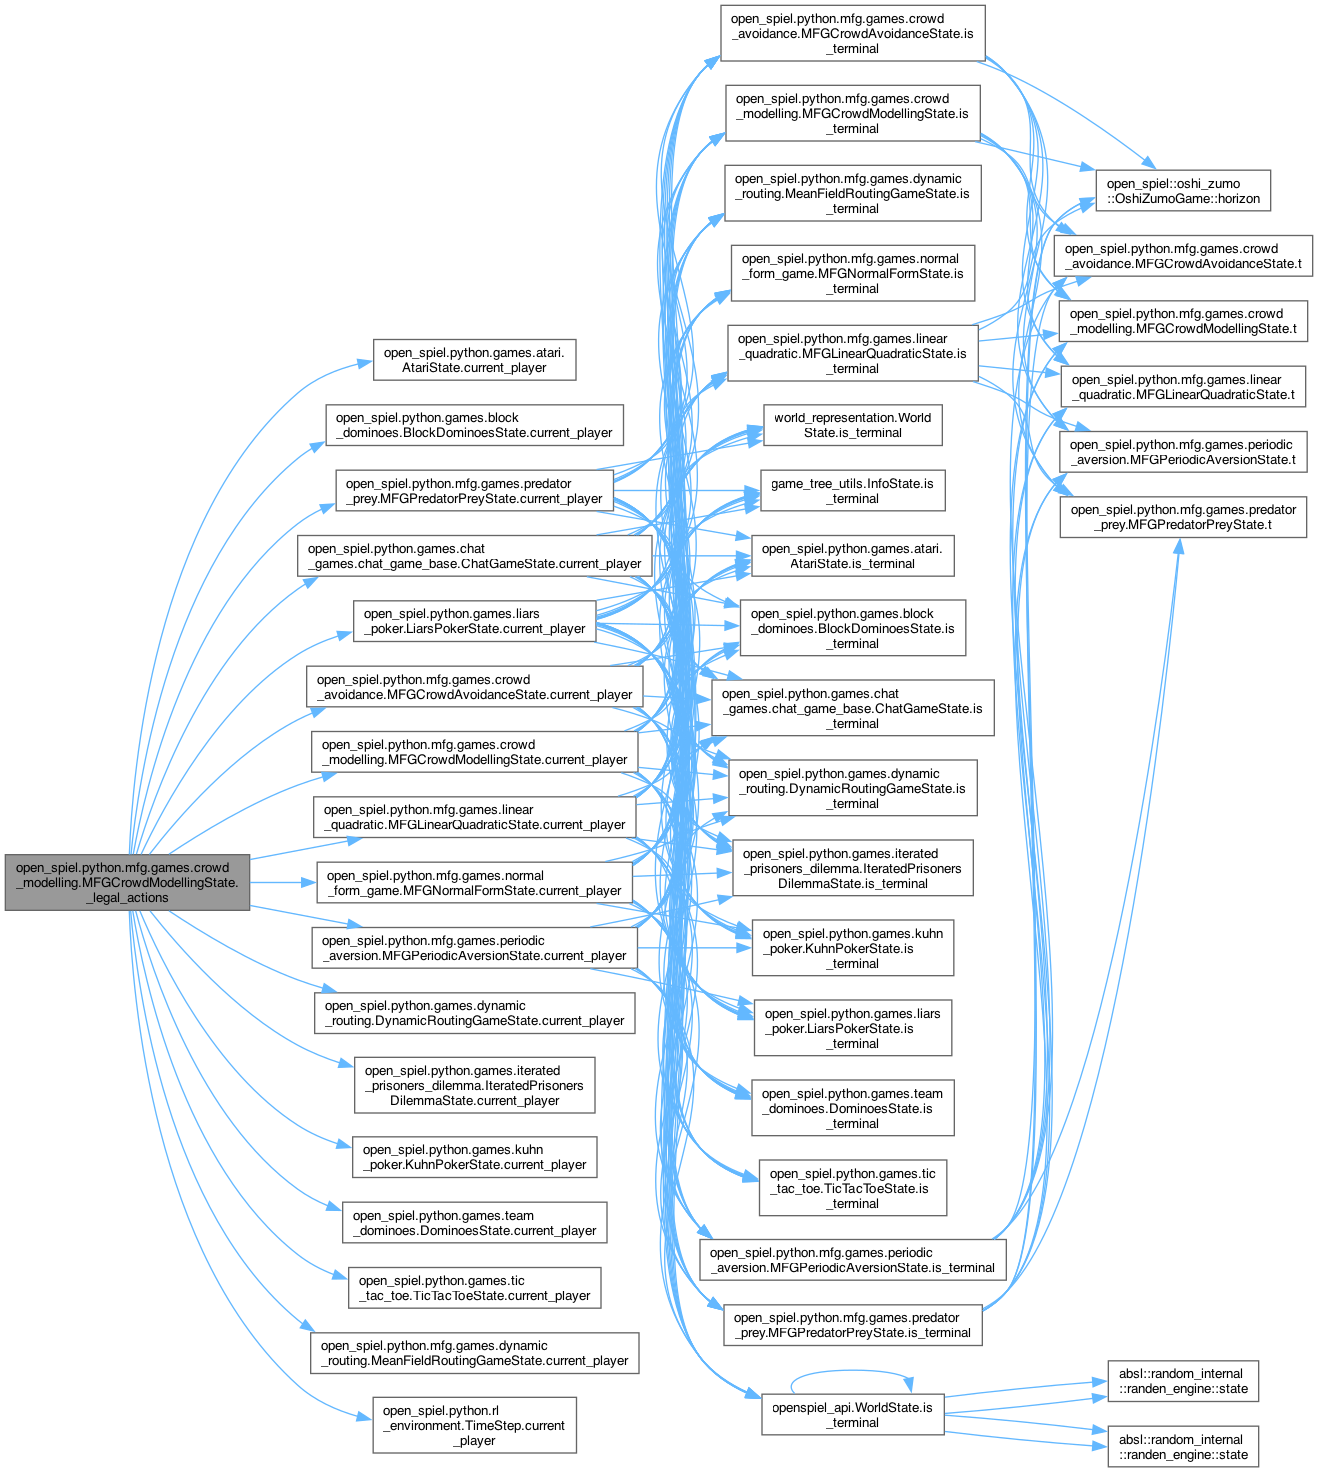 open_spiel.python.mfg.games.crowd
_modelling.MFGCrowdModellingState.
_legal_actions
open_spiel.python.games.atari.
AtariState.current_player
open_spiel.python.games.block
_dominoes.BlockDominoesState.current_player
open_spiel.python.mfg.games.predator
_prey.MFGPredatorPreyState.current_player
open_spiel.python.games.chat
_games.chat_game_base.ChatGameState.current_player
open_spiel.python.games.liars
_poker.LiarsPokerState.current_player
open_spiel.python.mfg.games.crowd
_avoidance.MFGCrowdAvoidanceState.current_player
open_spiel.python.mfg.games.crowd
_modelling.MFGCrowdModellingState.current_player
open_spiel.python.mfg.games.linear
_quadratic.MFGLinearQuadraticState.current_player
open_spiel.python.mfg.games.normal
_form_game.MFGNormalFormState.current_player
open_spiel.python.mfg.games.periodic
_aversion.MFGPeriodicAversionState.current_player
open_spiel.python.games.dynamic
_routing.DynamicRoutingGameState.current_player
open_spiel.python.games.iterated
_prisoners_dilemma.IteratedPrisoners
DilemmaState.current_player
open_spiel.python.games.kuhn
_poker.KuhnPokerState.current_player
open_spiel.python.games.team
_dominoes.DominoesState.current_player
open_spiel.python.games.tic
_tac_toe.TicTacToeState.current_player
open_spiel.python.mfg.games.dynamic
_routing.MeanFieldRoutingGameState.current_player
open_spiel.python.rl
_environment.TimeStep.current
_player
open_spiel.python.mfg.games.crowd
_avoidance.MFGCrowdAvoidanceState.is
_terminal
open_spiel.python.mfg.games.crowd
_modelling.MFGCrowdModellingState.is
_terminal
open_spiel.python.mfg.games.dynamic
_routing.MeanFieldRoutingGameState.is
_terminal
open_spiel.python.mfg.games.normal
_form_game.MFGNormalFormState.is
_terminal
open_spiel.python.mfg.games.linear
_quadratic.MFGLinearQuadraticState.is
_terminal
world_representation.World
State.is_terminal
game_tree_utils.InfoState.is
_terminal
open_spiel.python.games.atari.
AtariState.is_terminal
open_spiel.python.games.block
_dominoes.BlockDominoesState.is
_terminal
open_spiel.python.games.chat
_games.chat_game_base.ChatGameState.is
_terminal
open_spiel.python.games.dynamic
_routing.DynamicRoutingGameState.is
_terminal
open_spiel.python.games.iterated
_prisoners_dilemma.IteratedPrisoners
DilemmaState.is_terminal
open_spiel.python.games.kuhn
_poker.KuhnPokerState.is
_terminal
open_spiel.python.games.liars
_poker.LiarsPokerState.is
_terminal
open_spiel.python.games.team
_dominoes.DominoesState.is
_terminal
open_spiel.python.games.tic
_tac_toe.TicTacToeState.is
_terminal
open_spiel.python.mfg.games.periodic
_aversion.MFGPeriodicAversionState.is_terminal
open_spiel.python.mfg.games.predator
_prey.MFGPredatorPreyState.is_terminal
openspiel_api.WorldState.is
_terminal
open_spiel::oshi_zumo
::OshiZumoGame::horizon
open_spiel.python.mfg.games.crowd
_avoidance.MFGCrowdAvoidanceState.t
open_spiel.python.mfg.games.crowd
_modelling.MFGCrowdModellingState.t
open_spiel.python.mfg.games.linear
_quadratic.MFGLinearQuadraticState.t
open_spiel.python.mfg.games.periodic
_aversion.MFGPeriodicAversionState.t
open_spiel.python.mfg.games.predator
_prey.MFGPredatorPreyState.t
absl::random_internal
::randen_engine::state
absl::random_internal
::randen_engine::state